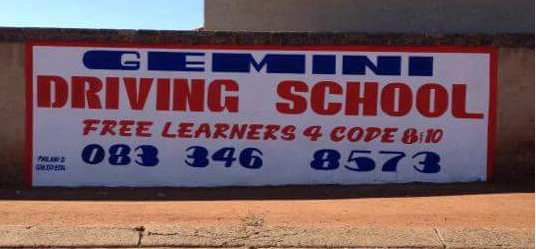 GEMINI
DRIVING SCHOOL
FREE LEARNERS 4 CODE 8:10
083 346 8573